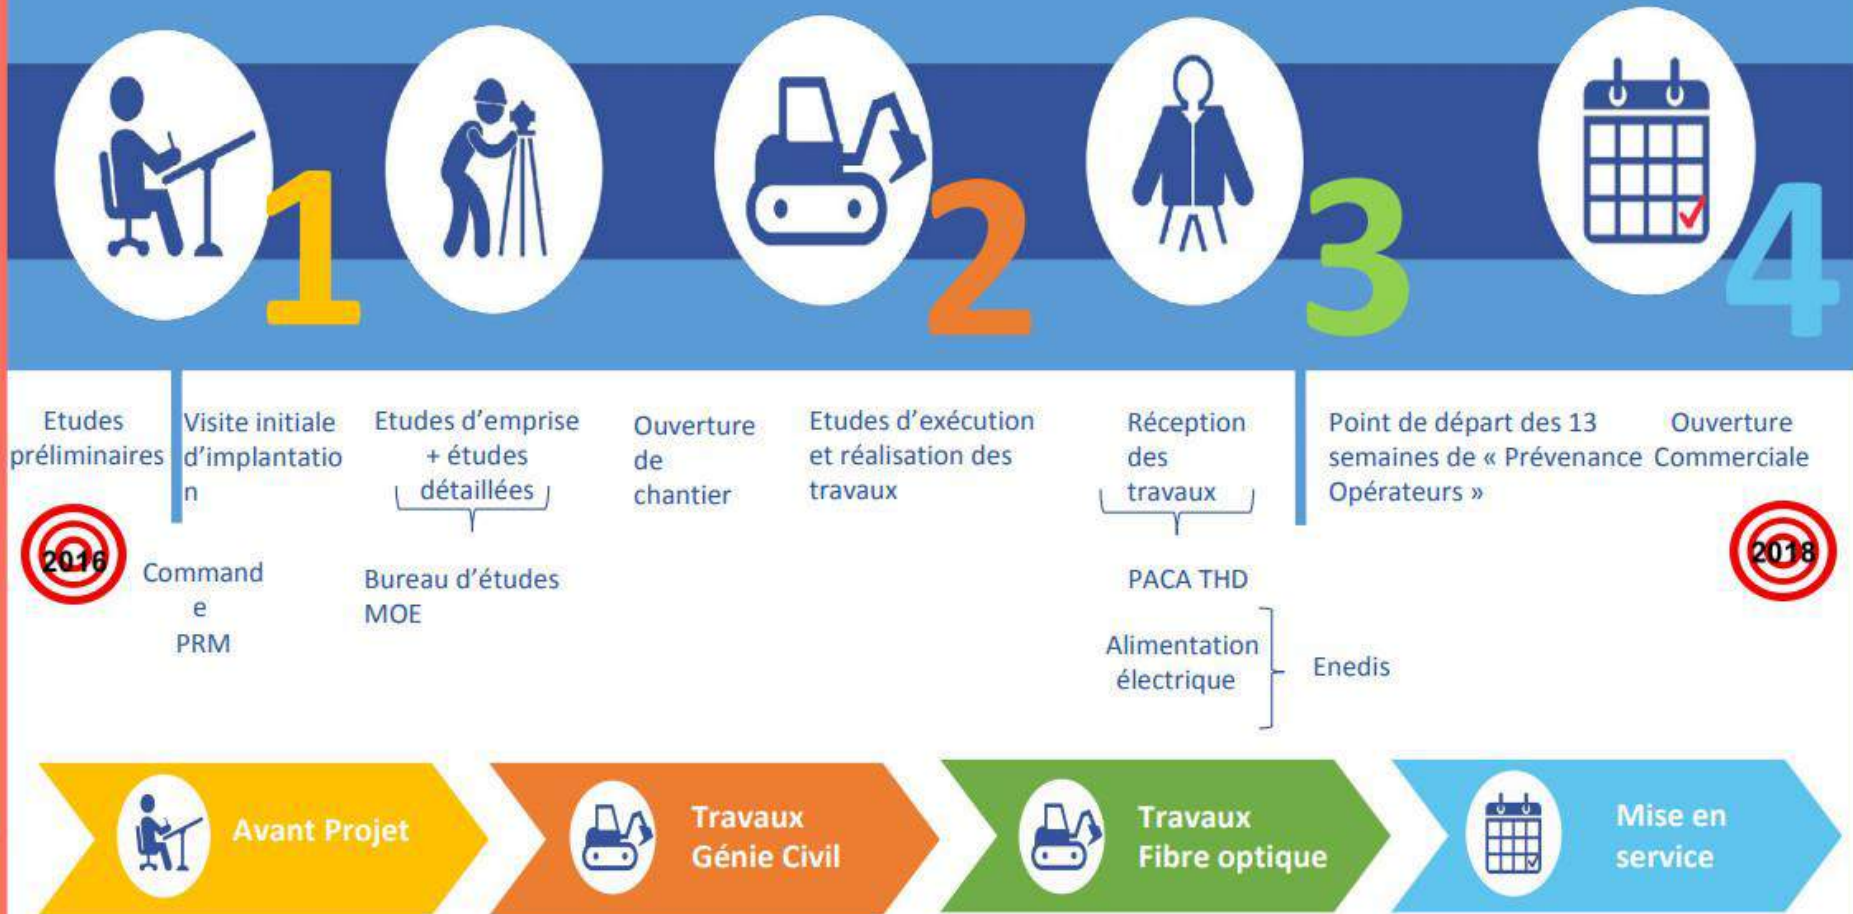 1
2
3
4
Etudes
préliminaires
Visite initiale
d'implantatio
n
Etudes d'emprise
+ études
détaillées
Ouverture
de
chantier
Etudes d'exécution
et réalisation des
travaux
Réception
des
travaux
Point de départ des 13
semaines de « Prévenance
Opérateurs »
Ouverture
Commerciale
2016
2018
Command
e
PRM
Bureau d'études
MOE
PACA THD
Alimentation
électrique
Enedis
Avant Projet
Travaux
Génie Civil
Travaux
Fibre optique
Mise en
service